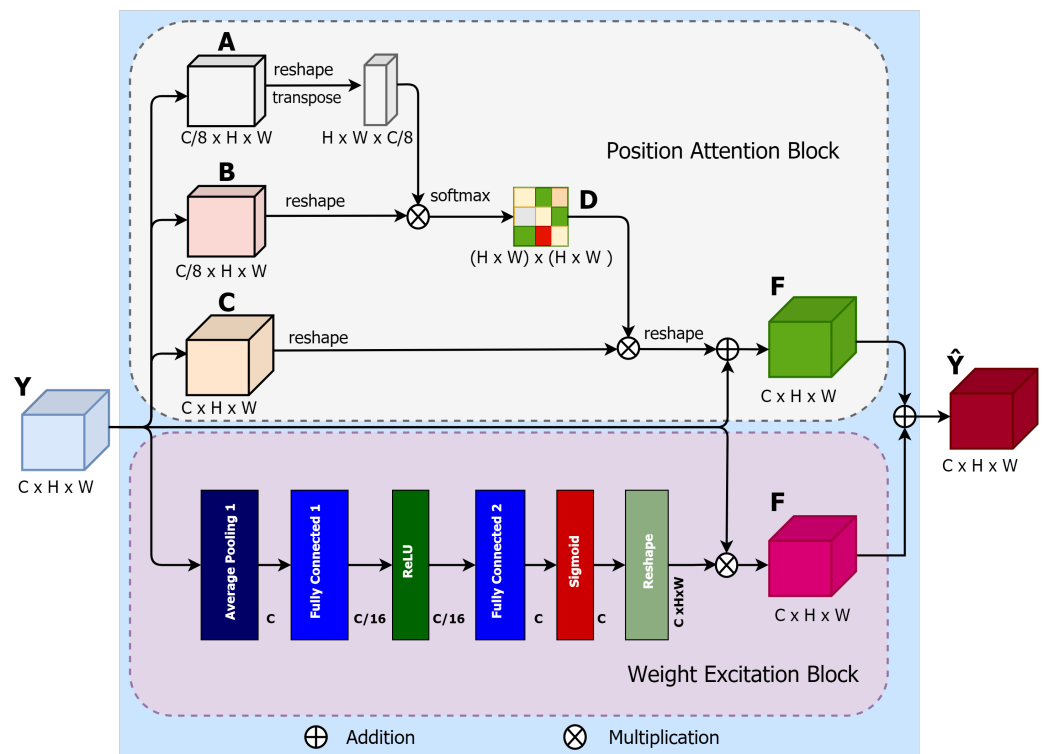 A
reshape
transpose
C/8 x H x W
H x W x C/8
Position Attention Block
B
reshape
softmax
D
C/8 x H x W
(H x W) x (H x W )
C
reshape
reshape
F
C x H x W
C x H x W
Y
C x H x W
Ŷ
C x H x W
Average Pooling 1
C
Fully Connected 1
C/16
ReLU
C/16
Fully Connected 2
C
Sigmoid
C
Reshape
C xHxW
F
C x H x W
Weight Excitation Block
Addition
Multiplication